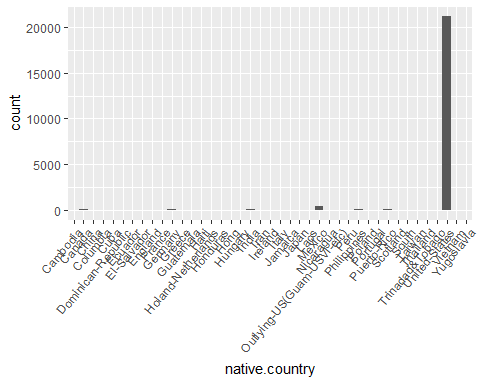 20000
15000
10000
5000
0
count
Cambodia
Canada
China
Columbia
Cuba
Dominican-Republic
Ecuador
El-Salvador
England
France
Germany
Greece
Guatemala
Haiti
Holand-Netherlands
Honduras
Hong
Hungary
India
Iran
Ireland
Italy
Jamaica
Japan
Laos
Mexico
Nicaragua
Outlying-US(Guam-USVI-etc)
Peru
Philippines
Poland
Portugal
Puerto-Rico
Scotland
South
Taiwan
Thailand
Trinadad&Tobago
United-States
Vietnam
Yugoslavia
native.country